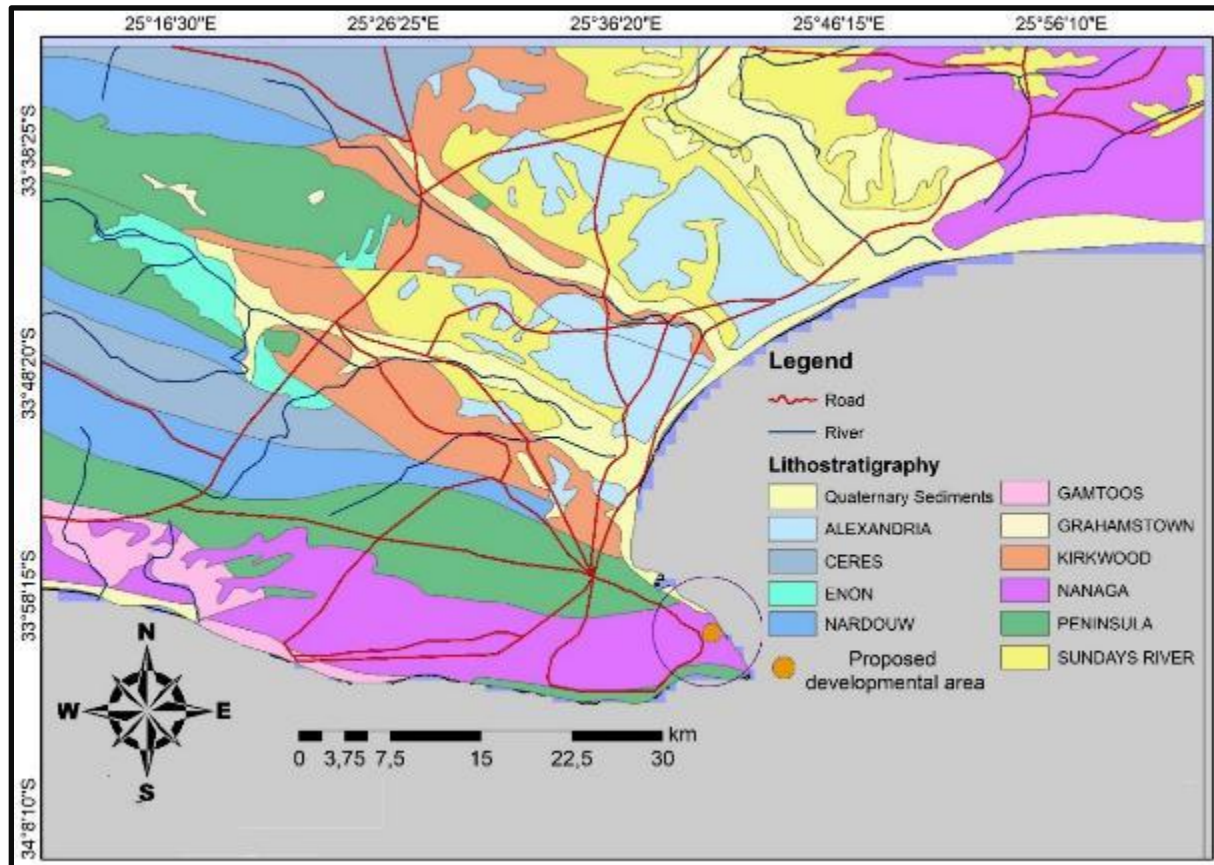 25°16'30"E 25°26'25"E 25°36'20"E 25°46'15"E 25°56'10"E
33°38'25"S
33°48'20"S
33°58'15"S
34°8'10"S
Legend
Road
River
Lithostratigraphy
Quaternary Sediments
ALEXANDRIA
CERES
ENON
NARDOUW
Proposed
developmental area
GAMTOOS
GRAHAMSTOWN
KIRKWOOD
NANAGA
PENINSULA
SUNDAYS RIVER
N
W E
S
km
0 3,75 7,5 15 22,5 30